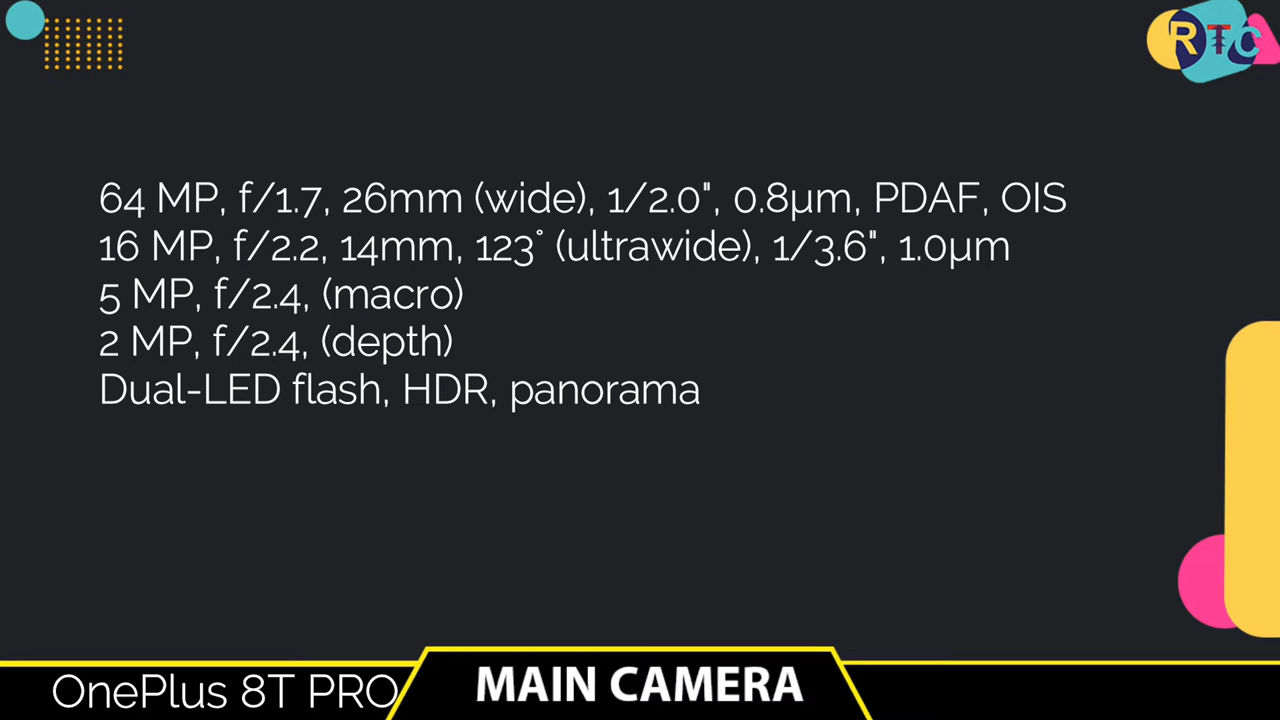 RTC
64 MP, f/1.7, 26mm (wide), 1/2.0", 0.8µm, PDAF, OIS
16 MP, f/2.2, 14mm, 123˚ (ultrawide), 1/3.6", 1.0µm
5 MP, f/2.4, (macro)
2 MP, f/2.4, (depth)
Dual-LED flash, HDR, panorama
OnePlus 8T PRO
MAIN CAMERA